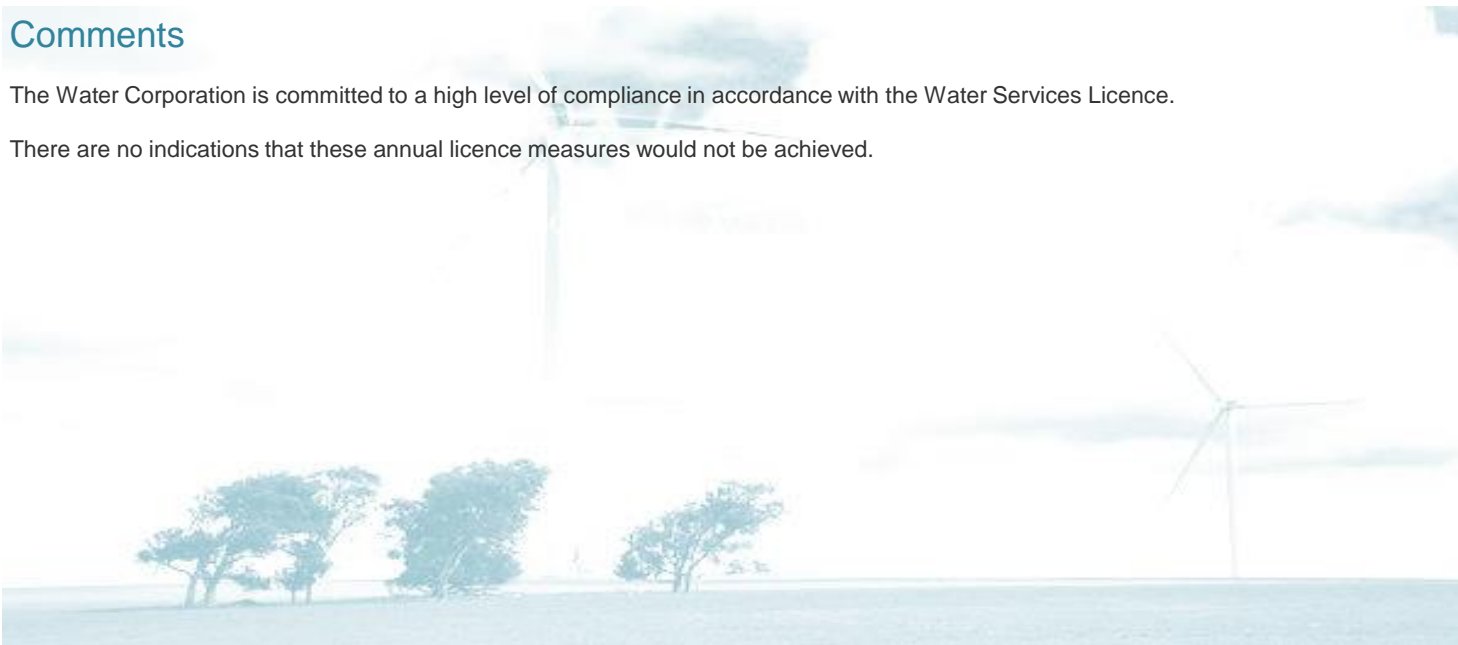 Comments
The Water Corporation is committed to a high level of compliance in accordance with the Water Services Licence.
There are no indications that these annual licence measures would not be achieved.